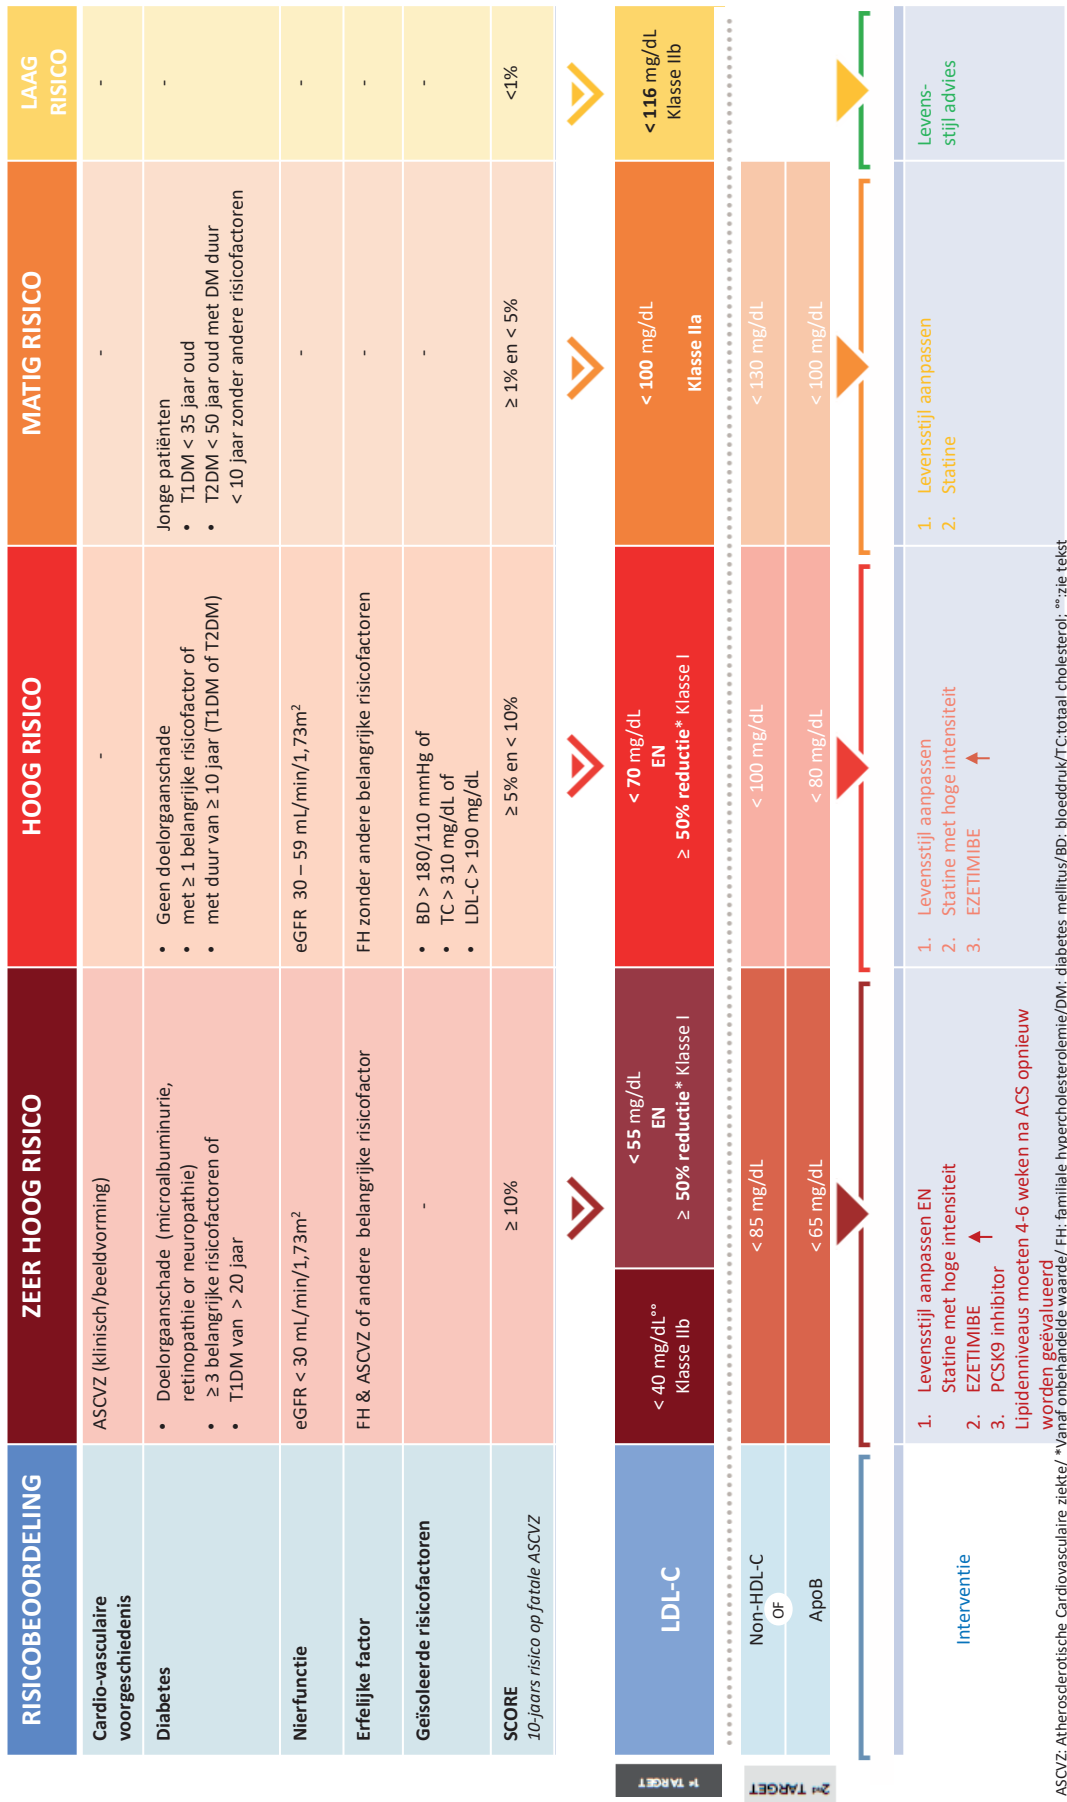 RISICOBEOORDELING
ZEER HOOG RISICO
HOOG RISICO
MATIG RISICO
LAAG
RISICO
Cardio-vasculaire
voorgeschiedenis
ASCVZ (klinisch/beeldvorming)
-
-
-
Diabetes
• Doelorgaanschade (microalbuminurie,
retinopathie or neuropathie)
• ≥ 3 belangrijke risicofactoren of
• T1DM van > 20 jaar
• Geen doelorgaanschade
• met ≥ 1 belangrijke risicofactor of
• met duur van ≥ 10 jaar (T1DM of T2DM)
Jonge patiënten
• T1DM < 35 jaar oud
• T2DM < 50 jaar oud met DM duur
< 10 jaar zonder andere risicofactoren
-
Nierfunctie
eGFR < 30 mL/min/1,73m²
eGFR 30 – 59 mL/min/1,73m²
-
-
Erfelijke factor
FH & ASCVZ of andere belangrijke risicofactor
FH zonder andere belangrijke risicofactoren
-
-
Geïsoleerde risicofactoren
-
• BD > 180/110 mmHg of
• TC > 310 mg/dL of
• LDL-C > 190 mg/dL
-
-
SCORE
10-jaars risico op fatale ASCVZ
≥ 10%
≥ 5% en < 10%
≥ 1% en < 5%
<1%
1st TARGET
LDL-C
< 40 mg/dL°°
Klasse IIb
< 55 mg/dL
EN
≥ 50% reductie* Klasse I
< 70 mg/dL
EN
≥ 50% reductie* Klasse I
< 100 mg/dL
Klasse IIa
< 116 mg/dL
Klasse IIb
2nd TARGET
Non-HDL-C
OF
ApoB
< 85 mg/dL
< 65 mg/dL
< 100 mg/dL
< 80 mg/dL
< 130 mg/dL
< 100 mg/dL
Interventie
1. Levensstijl aanpassen EN
Statine met hoge intensiteit ↑
2. EZETIMIBE
3. PCSK9 inhibitor
Lipidenniveaus moeten 4-6 weken na ACS opnieuw
worden geëvalueerd
1. Levensstijl aanpassen
2. Statine met hoge intensiteit ↑
3. EZETIMIBE
1. Levensstijl aanpassen
2. Statine
Levens-
stijl advies
ASCVZ: Atherosclerotische Cardiovasculaire ziekte/ *Vanaf onbehandelde waarde/ FH: familiale hypercholesterolemie/DM: diabetes mellitus/BD: bloeddruk/TC:totaal cholesterol; °°:zie tekst